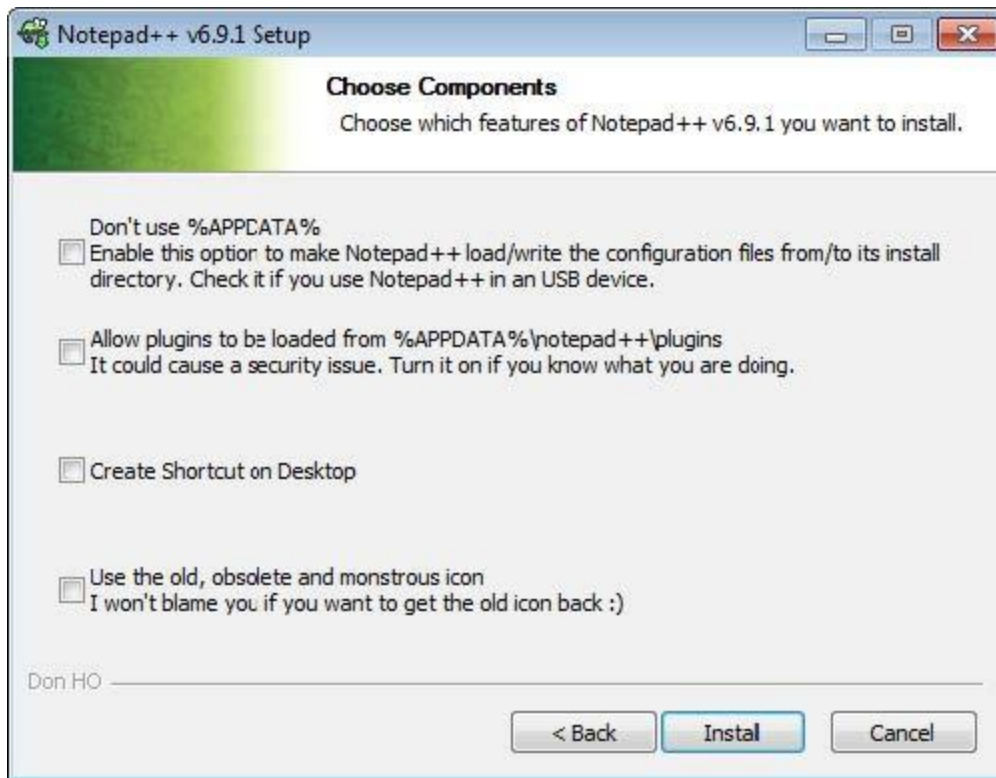 Notepad++ v6.9.1 Setup
Choose Components
Choose which features of Notepad++ v6.9.1 you want to install.
Don't use %APPDATA%
Enable this option to make Notepad++ load/write the configuration files from/to its install
directory. Check it if you use Notepad++ in an USB device.
Allow plugins to be loaded from %APPDATA%\notepad++\plugins
It could cause a security issue. Turn it on if you know what you are doing.
Create Shortcut on Desktop
Use the old, obsolete and monstrous icon
I won't blame you if you want to get the old icon back :)
Don HO
< Back
Install
Cancel